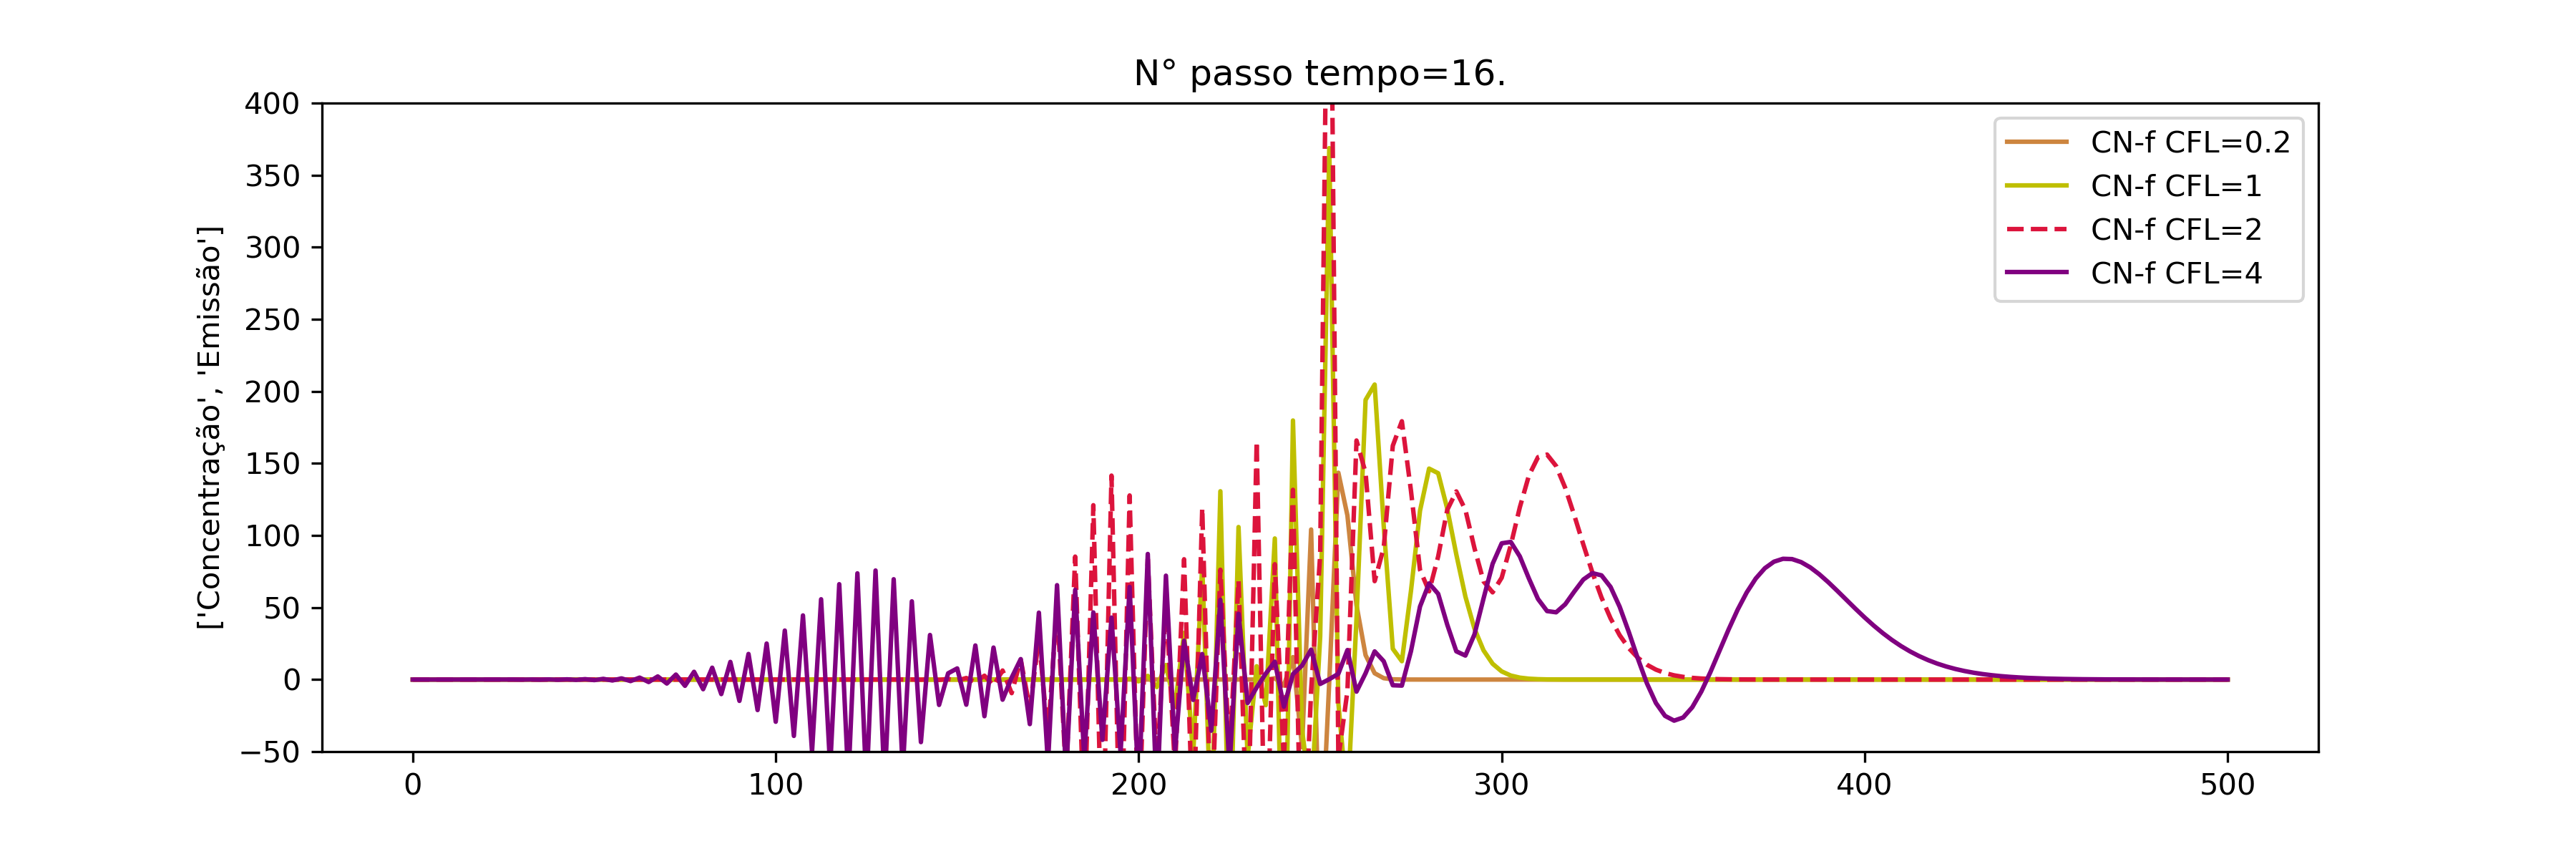 N° passo tempo=16.
['Concentração', 'Emissão']
400
350
300
250
200
150
100
50
0
−50
0 100 200 300 400 500
CN-f CFL=0.2
CN-f CFL=1
CN-f CFL=2
CN-f CFL=4